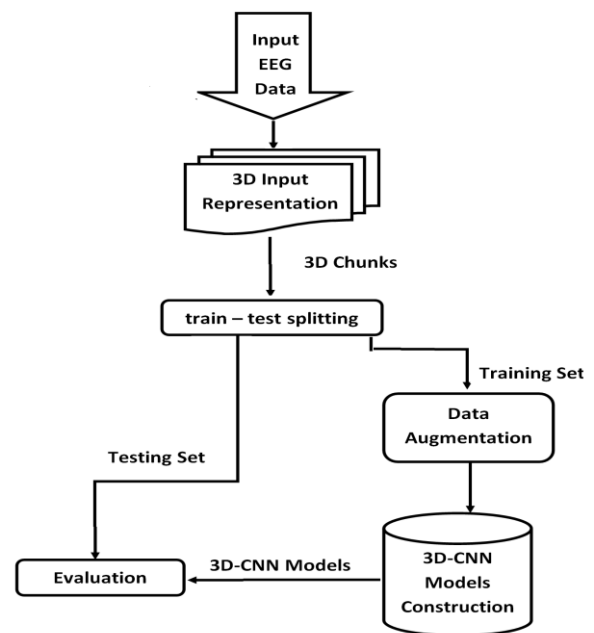 Input
EEG
Data
3D Input
Representation
3D Chunks
train – test splitting
Training Set
Data
Augmentation
Testing Set
3D-CNN Models
Evaluation
3D-CNN
Models
Construction